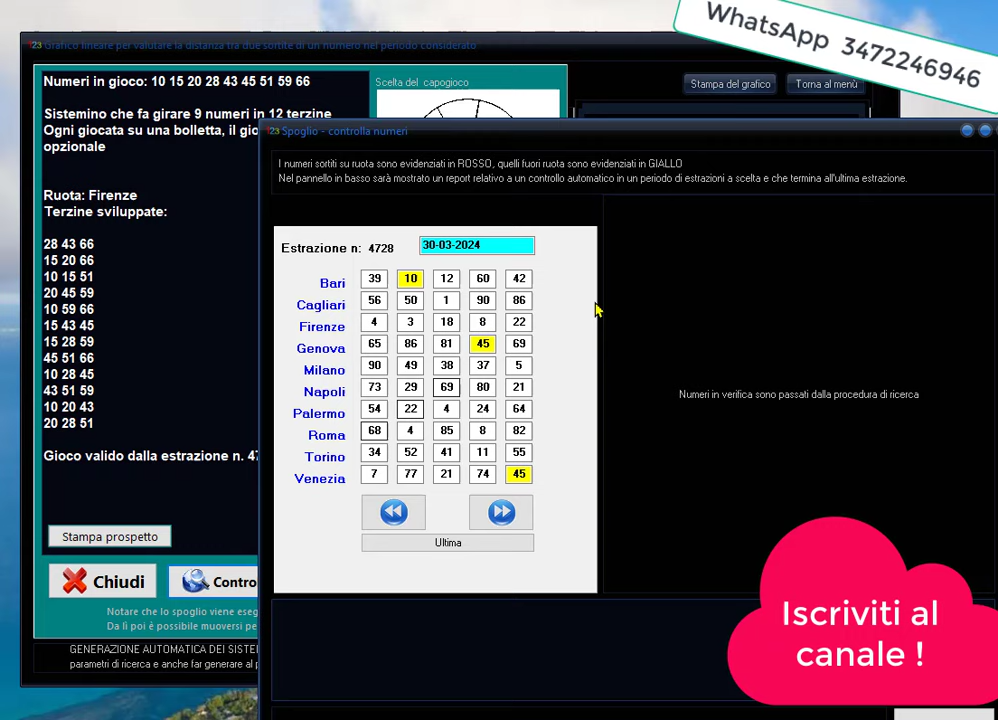 WhatsApp 3472246946
123 Grafico lineare per valutare la distanza tra due sortite di un numero nel periodo considerato
Numeri in gioco: 10 15 20 28 43 45 51 59 66
Sistemino che fa girare 9 numeri in 12 terzine
Ogni giocata su una bolletta, il gio
opzionale
Ruota: Firenze
Terzine sviluppate:
28 43 66
15 20 66
10 15 51
20 45 59
10 59 66
15 43 45
15 28 59
45 51 66
10 28 45
43 51 59
10 20 43
20 28 51
Gioco valido dalla estrazione n. 47
Stampa prospetto
Chiudi
Contro
Notare che lo spoglio viene eseg
Da lì poi è possibile muoversi pe
GENERAZIONE AUTOMATICA DEI SISTE
parametri di ricerca e anche far generare al p
Scelta del capogioco
Stampa del grafico
Torna al menù
123 Spoglio - controlla numeri
I numeri sortiti su ruota sono evidenziati in ROSSO, quelli fuori ruota sono evidenziati in GIALLO
Nel pannello in basso sarà mostrato un report relativo a un controllo automatico in un periodo di estrazioni a scelta e che termina all'ultima estrazione.
Estrazione n: 4728 30-03-2024
Bari 39 10 12 60 42
Cagliari 56 50 1 90 86
Firenze 4 3 18 8 22
Genova 65 86 81 45 69
Milano 90 49 38 37 5
Napoli 73 29 69 80 21
Palermo 54 22 4 24 64
Roma 68 4 85 8 82
Torino 34 52 41 11 55
Venezia 7 77 21 74 45
Ultima
Numeri in verifica sono passati dalla procedura di ricerca
Iscriviti al
canale !